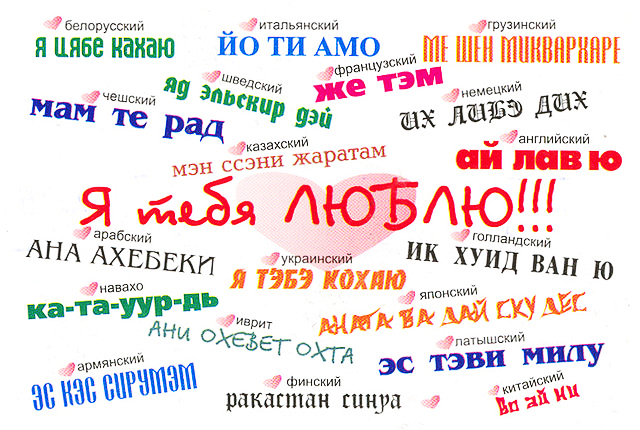 белорусский
я цябе кахаю
итальянский
йо ти амо
грузинский
ме шен миквархаре
шведский
яд эльскир дэй
французский
же тэм
чешский
мам те рад
немецкий
их либэ дих
казахский
мэн ссэни жаратам
английский
ай лав ю
Я тебя ЛЮБЛЮ!!!
арабский
АНА АХЕБЕКИ
украинский
Я ТЭБЭ КОХАЮ
голландский
ИК ХУИД ВАН Ю
навахо
ка-та-уур-дь
японский
АНАТА ВА ДАЙ СКУ ДЕС
иврит
АНИ ОХЕВЕТ ОХТА
латышский
эс тэви милу
армянский
эс кэс сирумэм
финский
ракастан синуа
китайский
во ай ни